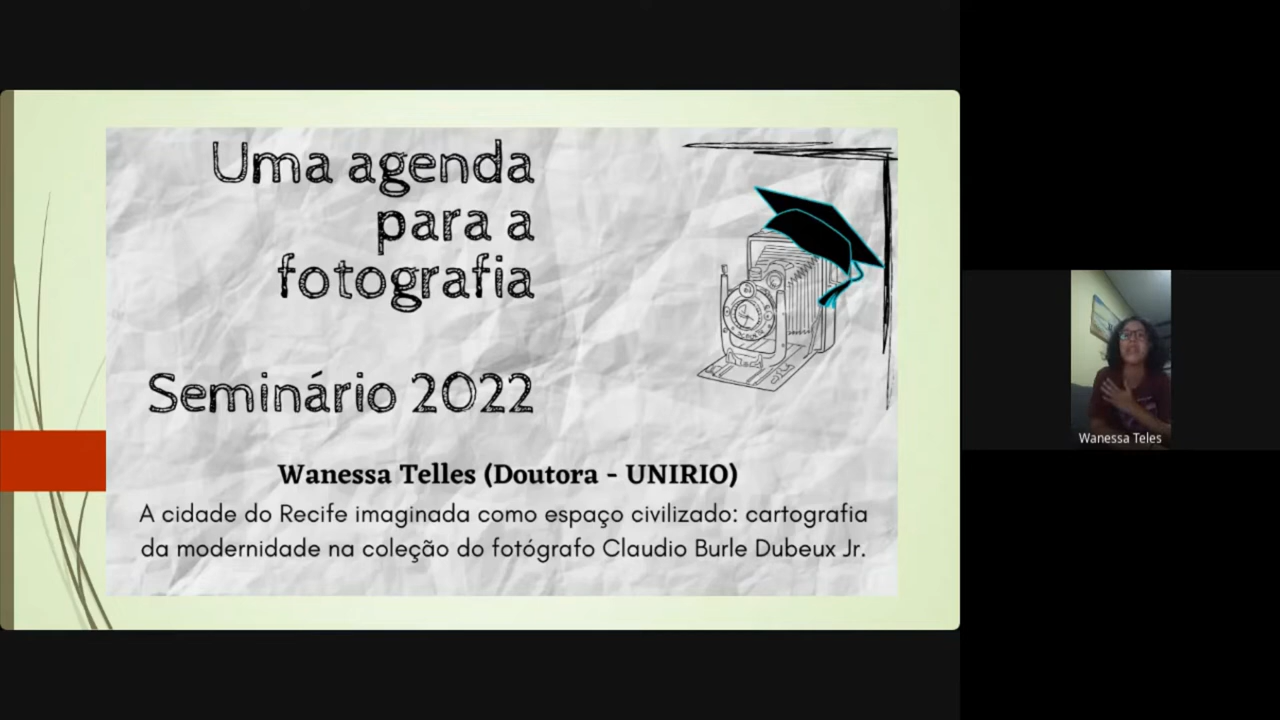 Uma agenda
para a
fotografia
Seminário 2022
Wanessa Telles (Doutora - UNIRIO)
A cidade do Recife imaginada como espaço civilizado: cartografia
da modernidade na coleção do fotógrafo Claudio Burle Dubeux Jr.
Wanessa Teles